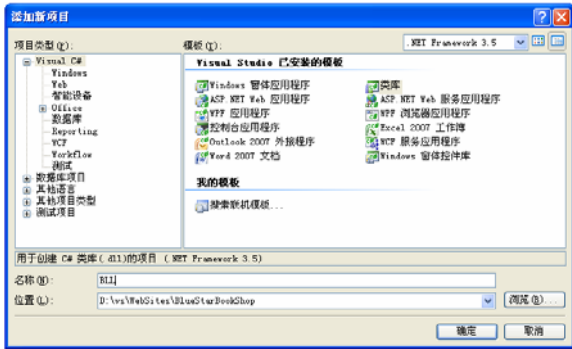 添加新项目
项目类型(P):
模板(T):
.NET Framework 3.5
Visual C#
Windows
Web
智能设备
Office
数据库
Reporting
WCF
Workflow
测试
数据库项目
其他语言
其他项目类型
测试项目
Visual Studio 已安装的模板
Windows 窗体应用程序
类库
ASP.NET Web 应用程序
ASP.NET Web 服务应用程序
WPF 应用程序
WPF 浏览器应用程序
控制台应用程序
Excel 2007 工作簿
Outlook 2007 外接程序
WCF 服务应用程序
Word 2007 文档
Windows 窗体控件库
我的模板
搜索联机模板...
用于创建 C# 类库(.dll)的项目 (.NET Framework 3.5)
名称(N):
BLL
位置(L):
D:\vs\WebSites\BlueStarBookShop
浏览(B)...
确定
取消